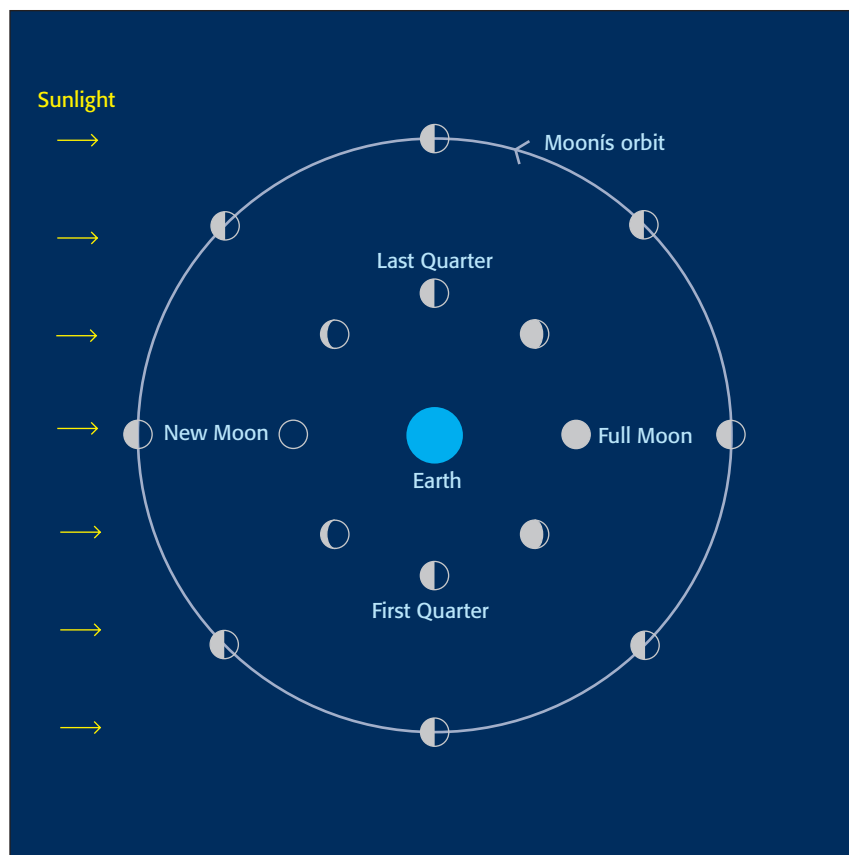 Sunlight
Moonís orbit
Last Quarter
New Moon
Full Moon
Earth
First Quarter